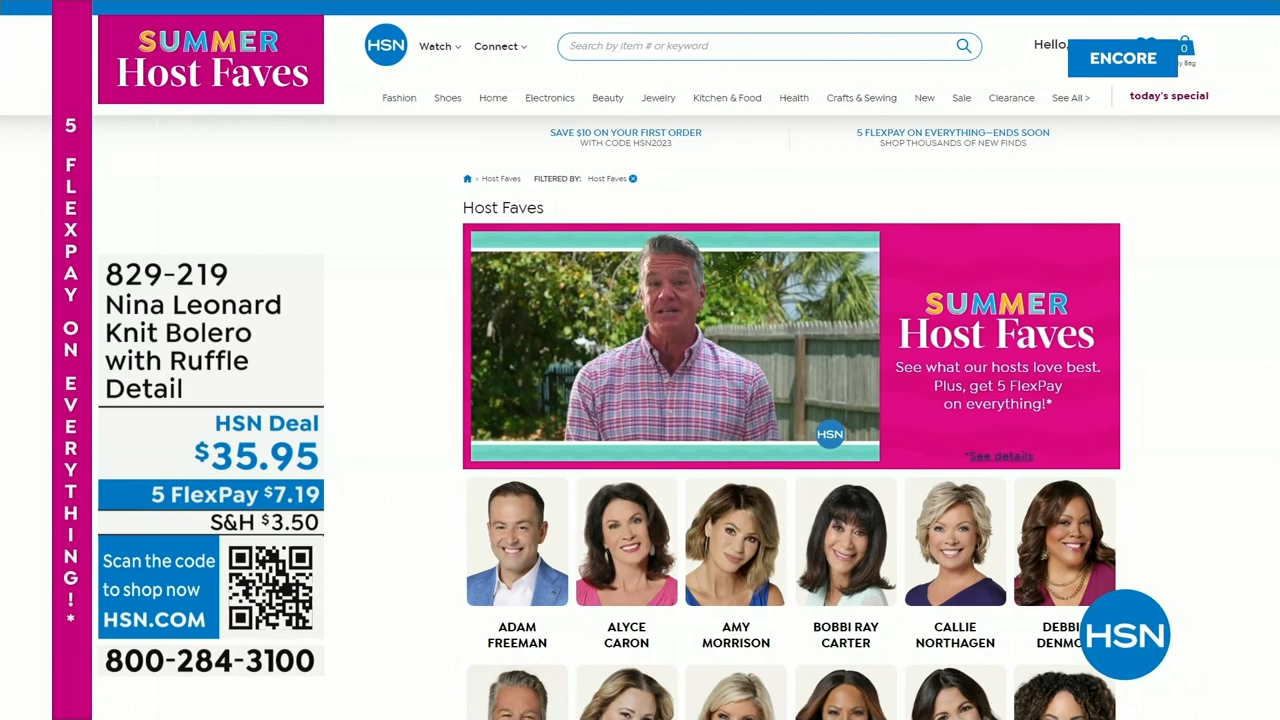 5 FLEXPAY ON EVERYTHING!*
SUMMER
Host Faves
HSN
Watch
Connect
Search by item # or keyword
Hello,
ENCORE
0
y Bag
Fashion
Shoes
Home
Electronics
Beauty
Jewelry
Kitchen & Food
Health
Crafts & Sewing
New
Sale
Clearance
See All >
today's special
SAVE $10 ON YOUR FIRST ORDER
WITH CODE HSN2023
5 FLEXPAY ON EVERYTHING—ENDS SOON
SHOP THOUSANDS OF NEW FINDS
> Host Faves
FILTERED BY: Host Faves
Host Faves
829-219
Nina Leonard
Knit Bolero
with Ruffle
Detail
HSN Deal
$35.95
5 FlexPay $7.19
S&H $3.50
Scan the code
to shop now
HSN.COM
800-284-3100
HSN
SUMMER
Host Faves
See what our hosts love best.
Plus, get 5 FlexPay
on everything!*
*See details
ADAM
FREEMAN
ALYCE
CARON
AMY
MORRISON
BOBBI RAY
CARTER
CALLIE
NORTHAGEN
DEBBI
DENMO
HSN